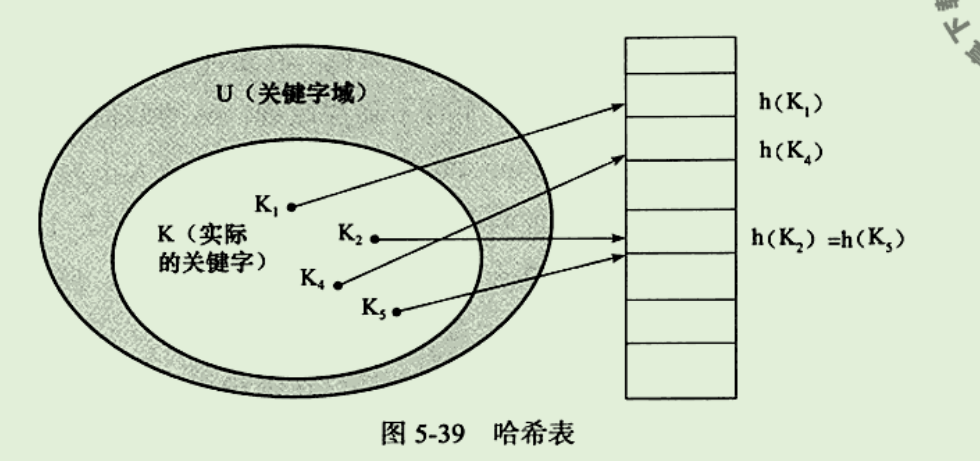 U（关键字域）
h(K₁)
h(K₄)
K₁
K（实际
的关键字）
K₂
h(K₂) =h(K₅)
K₄
K₅
图 5-39 哈希表
下